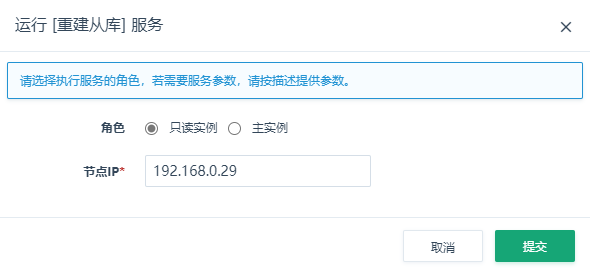 运行 [重建从库] 服务
请选择执行服务的角色，若需要服务参数，请按描述提供参数。
角色 只读实例 主实例
节点IP* 192.168.0.29
取消 提交